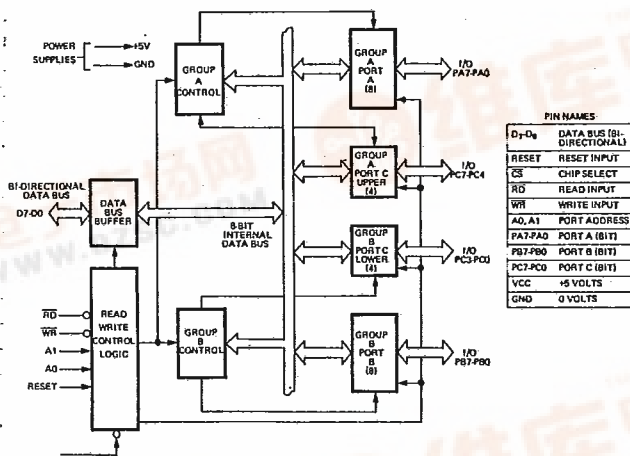 POWER
SUPPLIES
+5V
GND
GROUP
A
CONTROL
GROUP
A
PORT
A
(8)
I/O
PA7-PA0
GROUP
A
PORT C
UPPER
(4)
I/O
PC7-PC4
BI-DIRECTIONAL
DATA BUS
D7-D0
DATA
BUS
BUFFER
8-BIT
INTERNAL
DATA BUS
GROUP
B
PORT C
LOWER
(4)
I/O
PC3-PC0
RD
WR
A1
A0
RESET
READ
WRITE
CONTROL
LOGIC
GROUP
B
CONTROL
GROUP
B
PORT
B
(8)
I/O
PB7-PB0
PIN NAMES
D7-D0 DATA BUS (BI-
DIRECTIONAL)
RESET RESET INPUT
CS CHIP SELECT
RD READ INPUT
WR WRITE INPUT
A0, A1 PORT ADDRESS
PA7-PA0 PORT A (BIT)
PB7-PB0 PORT B (BIT)
PC7-PC0 PORT C (BIT)
VCC +5 VOLTS
GND 0 VOLTS